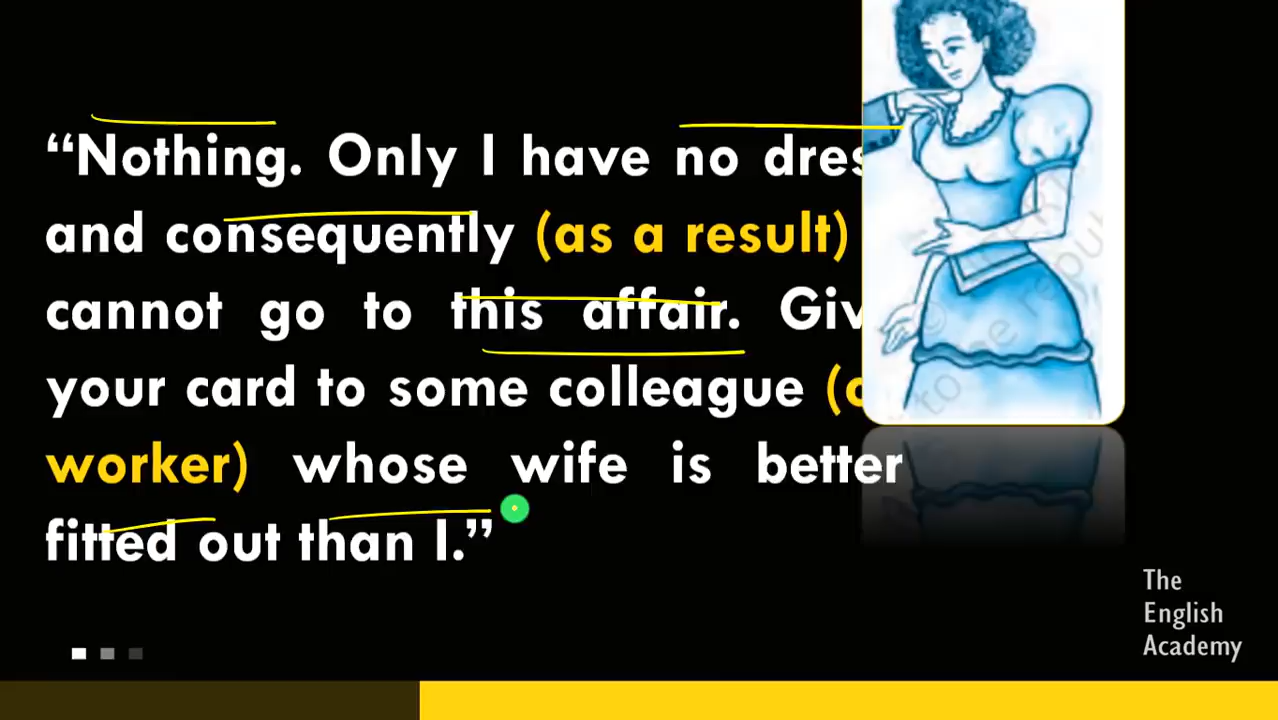 “Nothing. Only I have no dres
and consequently (as a result)
cannot go to this affair. Giv
your card to some colleague (
worker) whose wife is better
fitted out than I.”
The
English
Academy